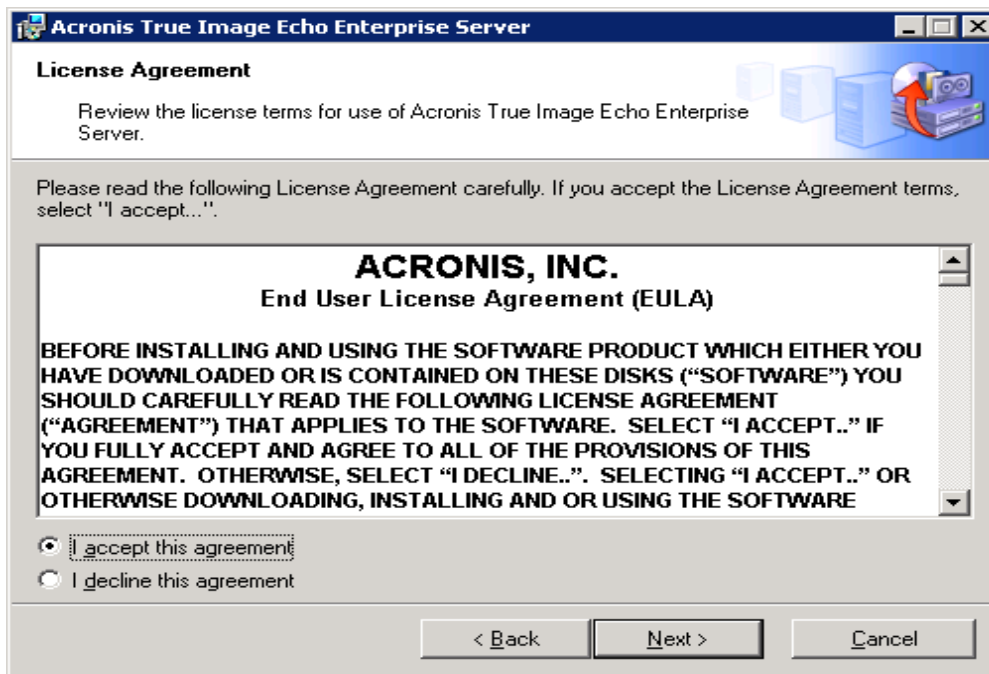 Acronis True Image Echo Enterprise Server
License Agreement
Review the license terms for use of Acronis True Image Echo Enterprise
Server.
Please read the following License Agreement carefully. If you accept the License Agreement terms,
select "I accept...".
ACRONIS, INC.
End User License Agreement (EULA)
BEFORE INSTALLING AND USING THE SOFTWARE PRODUCT WHICH EITHER YOU
HAVE DOWNLOADED OR IS CONTAINED ON THESE DISKS (“SOFTWARE”) YOU
SHOULD CAREFULLY READ THE FOLLOWING LICENSE AGREEMENT
(“AGREEMENT”) THAT APPLIES TO THE SOFTWARE.  SELECT “I ACCEPT..” IF
YOU FULLY ACCEPT AND AGREE TO ALL OF THE PROVISIONS OF THIS
AGREEMENT.  OTHERWISE, SELECT “I DECLINE..”.  SELECTING “I ACCEPT..” OR
OTHERWISE DOWNLOADING, INSTALLING AND OR USING THE SOFTWARE
I accept this agreement
I decline this agreement
< Back
Next >
Cancel